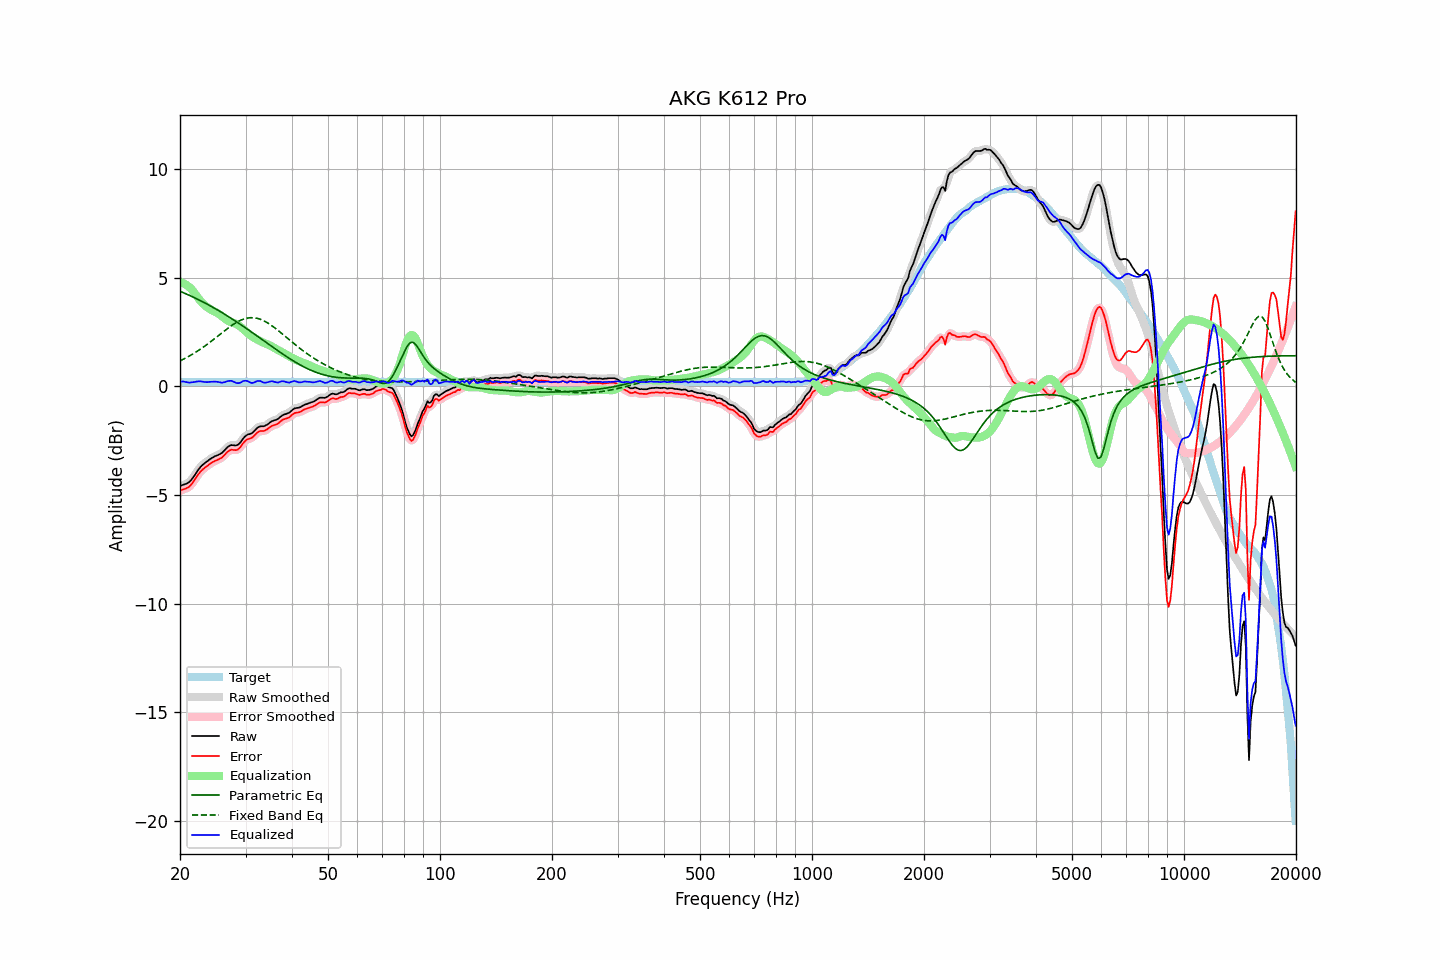 AKG K612 Pro
Amplitude (dBr)
10
5
0
−5
−10
−15
−20
Target
Raw Smoothed
Error Smoothed
Raw
Error
Equalization
Parametric Eq
Fixed Band Eq
Equalized
20 50 100 200 500 1000 2000 5000 10000 20000
Frequency (Hz)